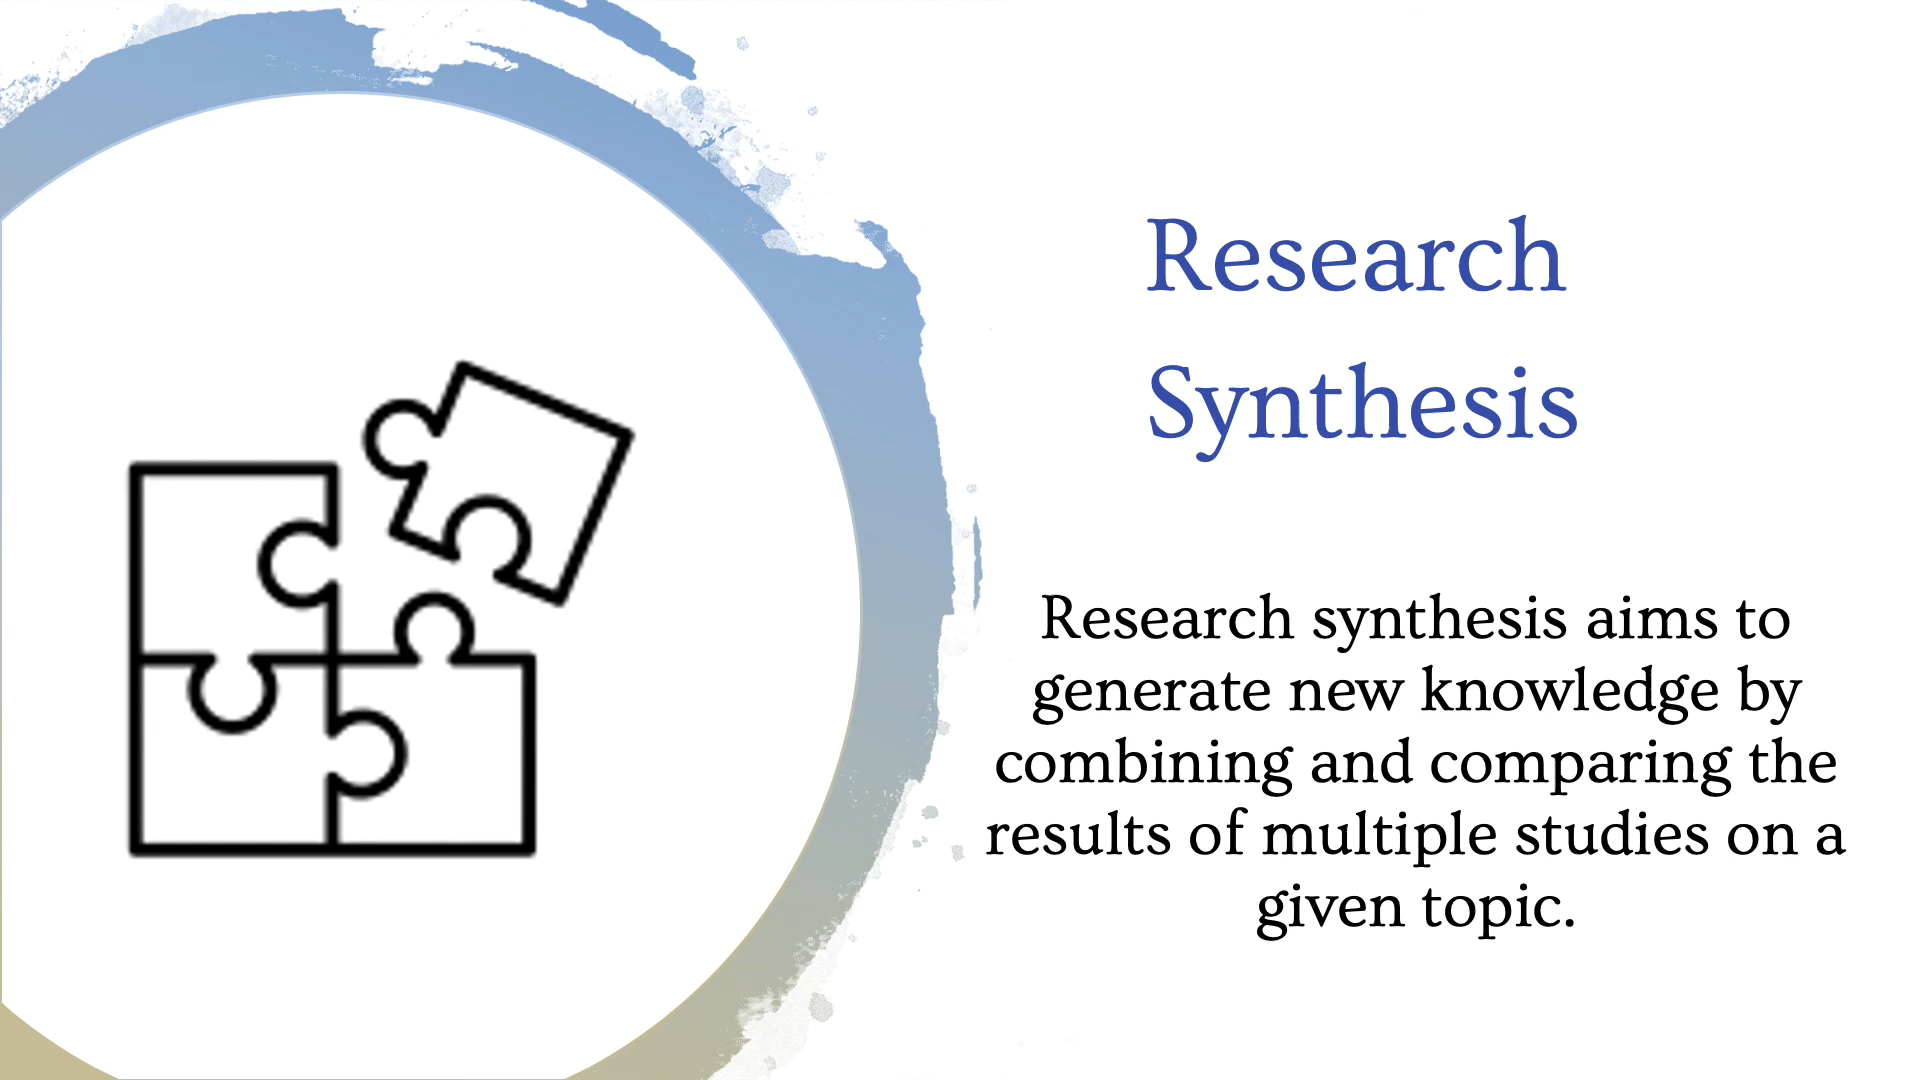 Research
Synthesis
Research synthesis aims to
generate new knowledge by
combining and comparing the
results of multiple studies on a
given topic.